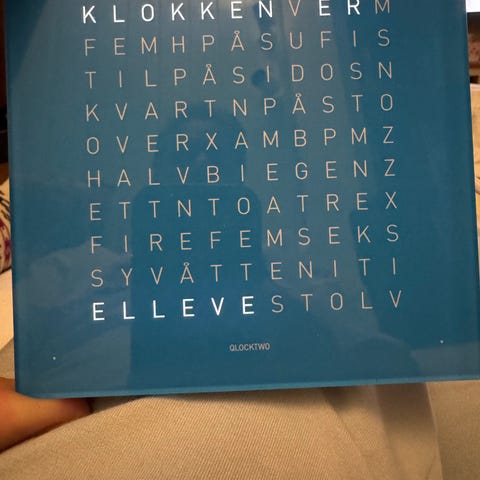 KLOKKENVERM
FEMHPÅSUFIS
TILPÅSIDOSN
KVARTNPÅSTO
OVERXAMBPMZ
HALVBIEGENZ
ETTNTOATREX
FIREFEMSEKS
SYVÅTTENITI
ELLEVESTOLV
QLOCKTWO